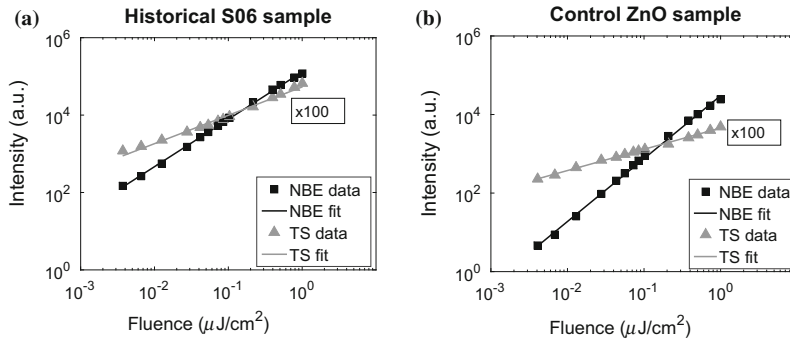 (a)
Historical S06 sample
Intensity (a.u.)
10^6
10^4
10^2
10^0
x100
NBE data
NBE fit
TS data
TS fit
10^-3
10^-2
10^-1
10^0
Fluence (μJ/cm^2)
(b)
Control ZnO sample
Intensity (a.u.)
10^6
10^4
10^2
10^0
x100
NBE data
NBE fit
TS data
TS fit
10^-3
10^-2
10^-1
10^0
Fluence (μJ/cm^2)